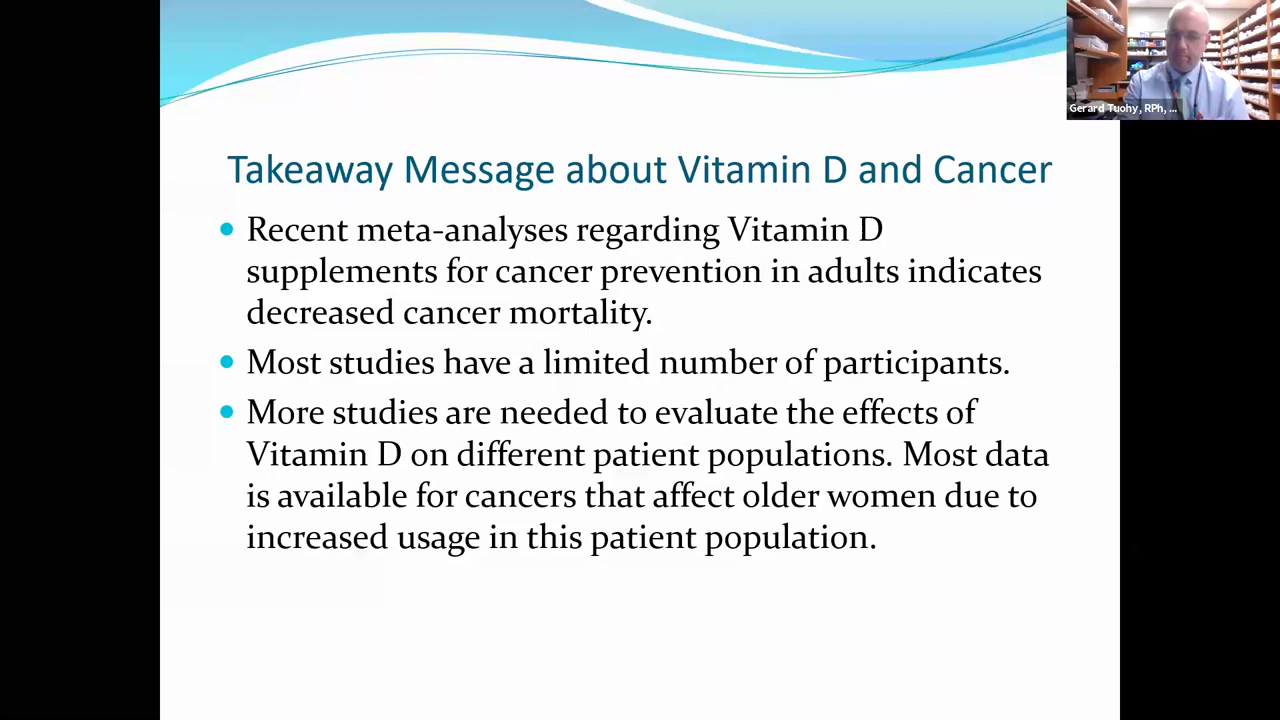 Gerard Tuohy, RPh, ...
Takeaway Message about Vitamin D and Cancer
• Recent meta-analyses regarding Vitamin D
supplements for cancer prevention in adults indicates
decreased cancer mortality.
• Most studies have a limited number of participants.
• More studies are needed to evaluate the effects of
Vitamin D on different patient populations. Most data
is available for cancers that affect older women due to
increased usage in this patient population.